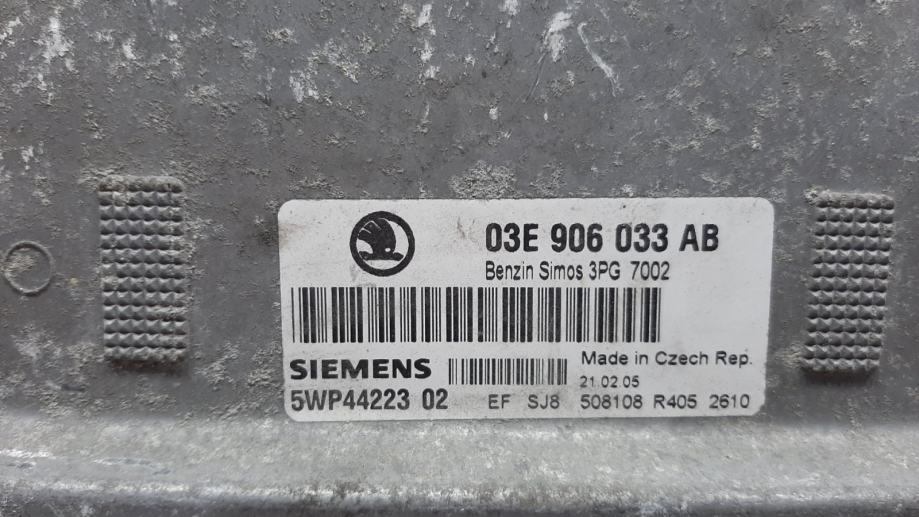 03E 906 033 AB
Benzin Simos 3PG 7002
SIEMENS
Made in Czech Rep.
21.02.05
5WP44223 02 EF SJ8 508108 R405 2610